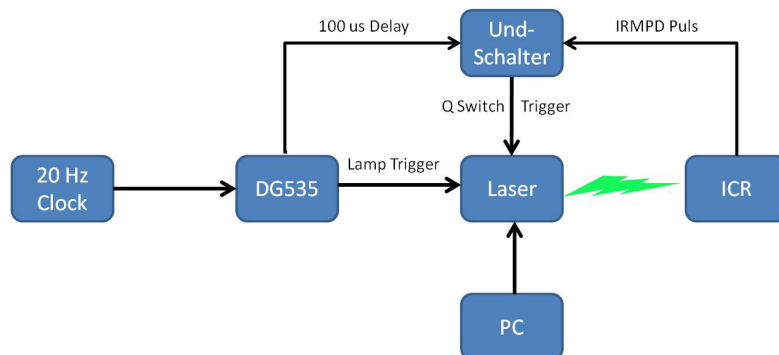 100 us Delay
Und-
Schalter
IRMPD Puls
Q Switch Trigger
20 Hz
Clock
DG535
Lamp Trigger
Laser
ICR
PC